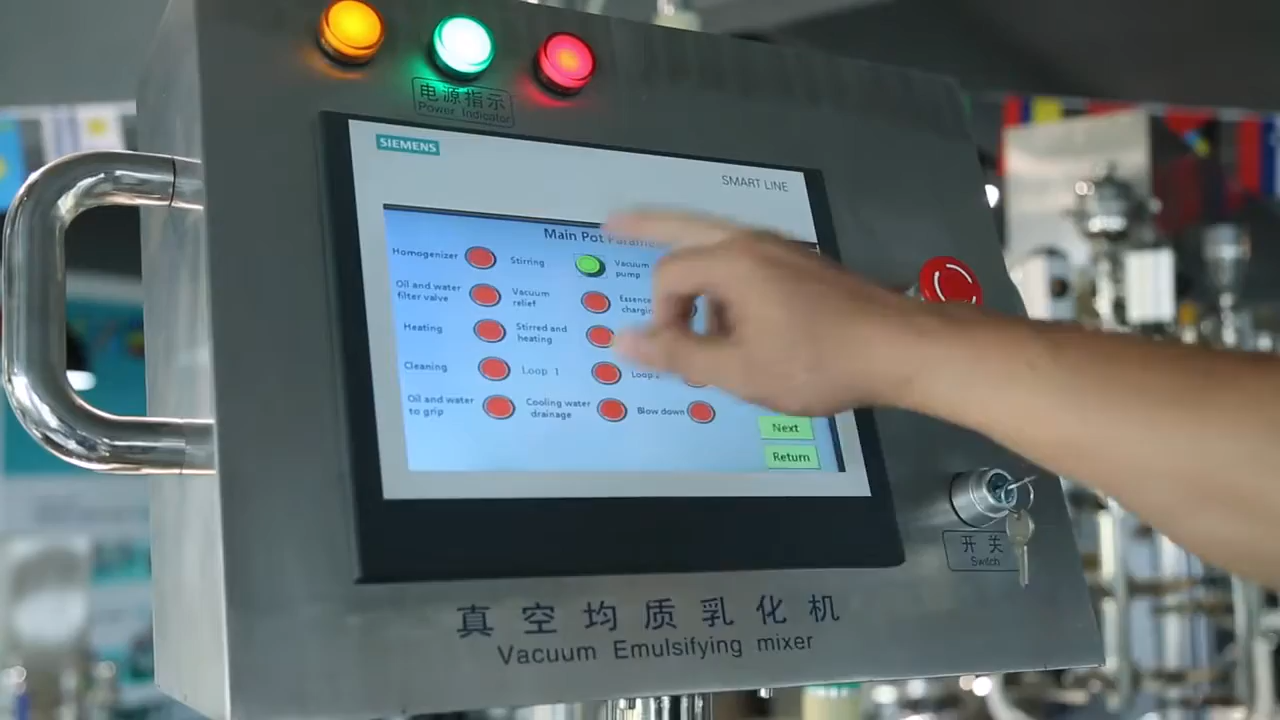 电源指示
Power Indicator
SIEMENS
SMART LINE
Main Pot
Homogenizer
Stirring
Vacuum
pump
Oil and water
filter valve
Vacuum
relief
Essence
Heating
Stirred and
heating
Cleaning
Loop 1
Loop
Oil and water
to grip
Cooling water
drainage
Blow down
Next
Return
开关
Switch
真空均质乳化机
Vacuum Emulsifying mixer